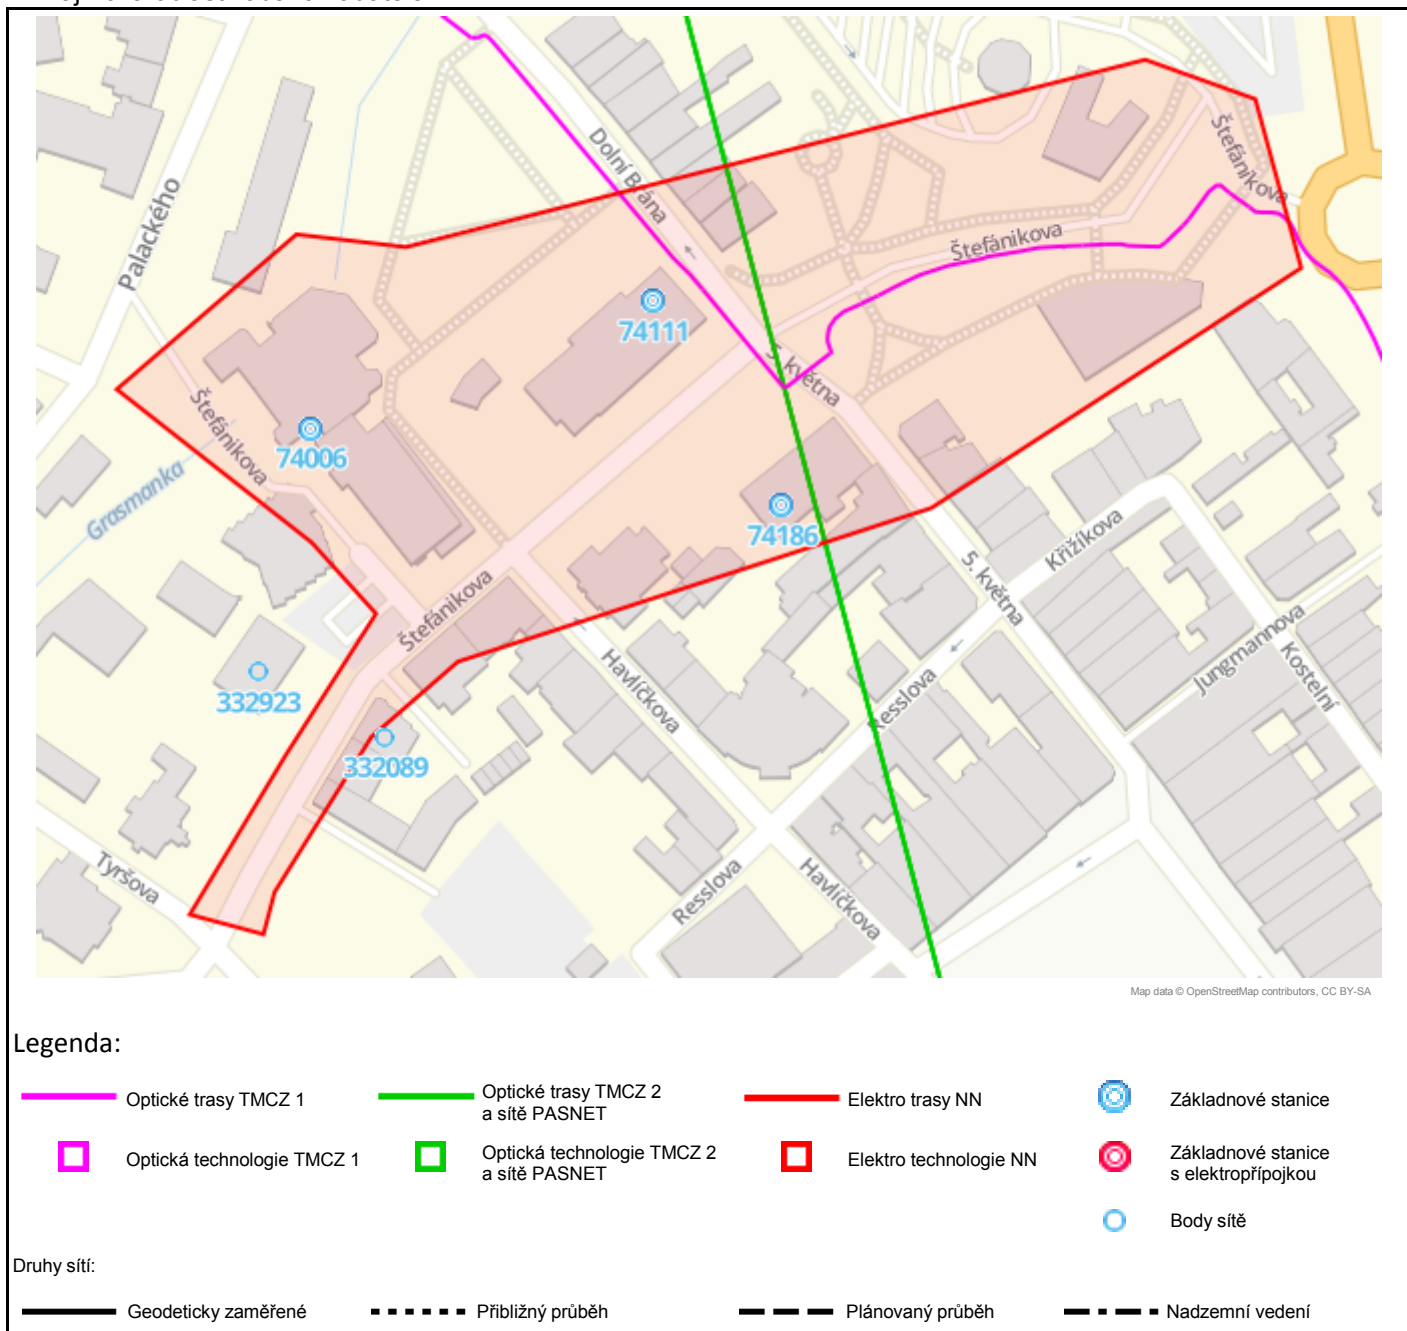 Palackého
Dolní Brána
Štefánikova
Štefánikova
74111
5. května
Štefánikova
74006
Grasmanka
74186
Křížíkova
Štefánikova
5. května
Jungmannova
Havlíčkova
Kostelní
332923
Resslova
332089
Tyršova
Resslova
Havlíčkova
Map data © OpenStreetMap contributors, CC BY-SA
Legenda:
Optické trasy TMCZ 1
Optické trasy TMCZ 2
a sítě PASNET
Elektro trasy NN
Základnové stanice
Optická technologie TMCZ 1
Optická technologie TMCZ 2
a sítě PASNET
Elektro technologie NN
Základnové stanice
s elektropřípojkou
Body sítě
Druhy sítí:
Geodeticky zaměřené
Přibližný průběh
Plánovaný průběh
Nadzemní vedení